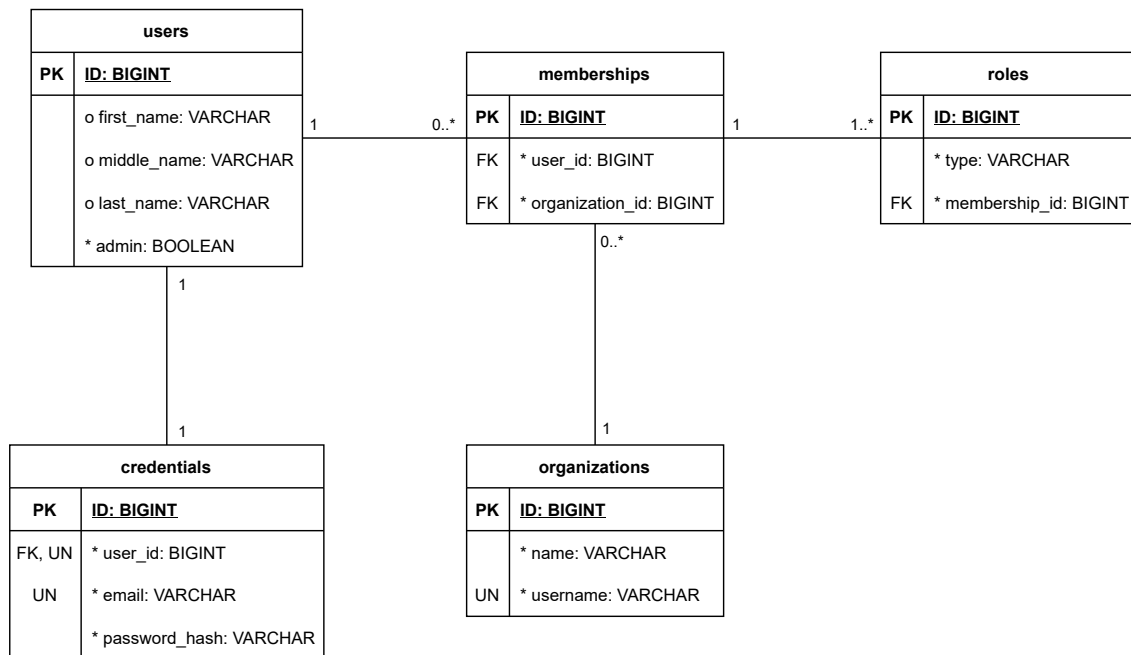 users
PK ID: BIGINT
o first_name: VARCHAR
o middle_name: VARCHAR
o last_name: VARCHAR
* admin: BOOLEAN
1
0..*
memberships
PK ID: BIGINT
FK * user_id: BIGINT
FK * organization_id: BIGINT
1
1..*
roles
PK ID: BIGINT
* type: VARCHAR
FK * membership_id: BIGINT
1
1
0..*
1
credentials
PK ID: BIGINT
FK, UN * user_id: BIGINT
UN * email: VARCHAR
* password_hash: VARCHAR
organizations
PK ID: BIGINT
* name: VARCHAR
UN * username: VARCHAR